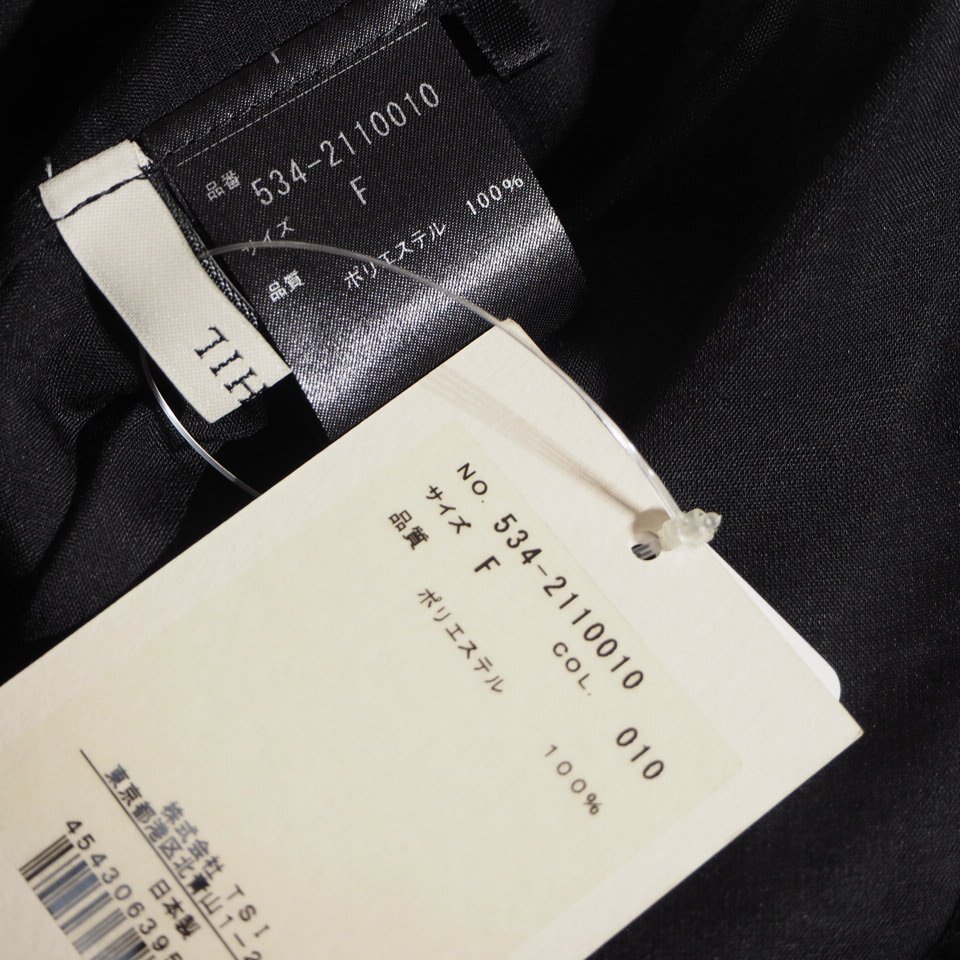 品番 534-2110010
サイズ F
品質 ポリエステル 100%
HIL
NO. 534-2110010
サイズ F COL. 010
品質 ポリエステル 100%
株式会社 TSI
東京都港区北青山1-2
日本製
454306395